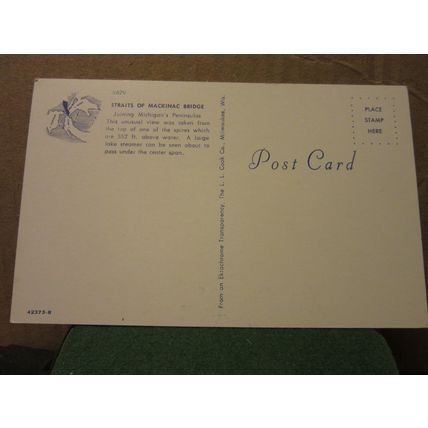 STRAITS OF MACKINAC BRIDGE
Joining Michigan's Peninsulas
This unusual view was taken from
the top of one of the spires which
are 552 ft. above water. A large
lake steamer can be seen about to
pass under the center span.
42373-B
From an Ektachrome Transparency, The L. L. Cook Co., Milwaukee, Wis.
Post Card
PLACE
STAMP
HERE